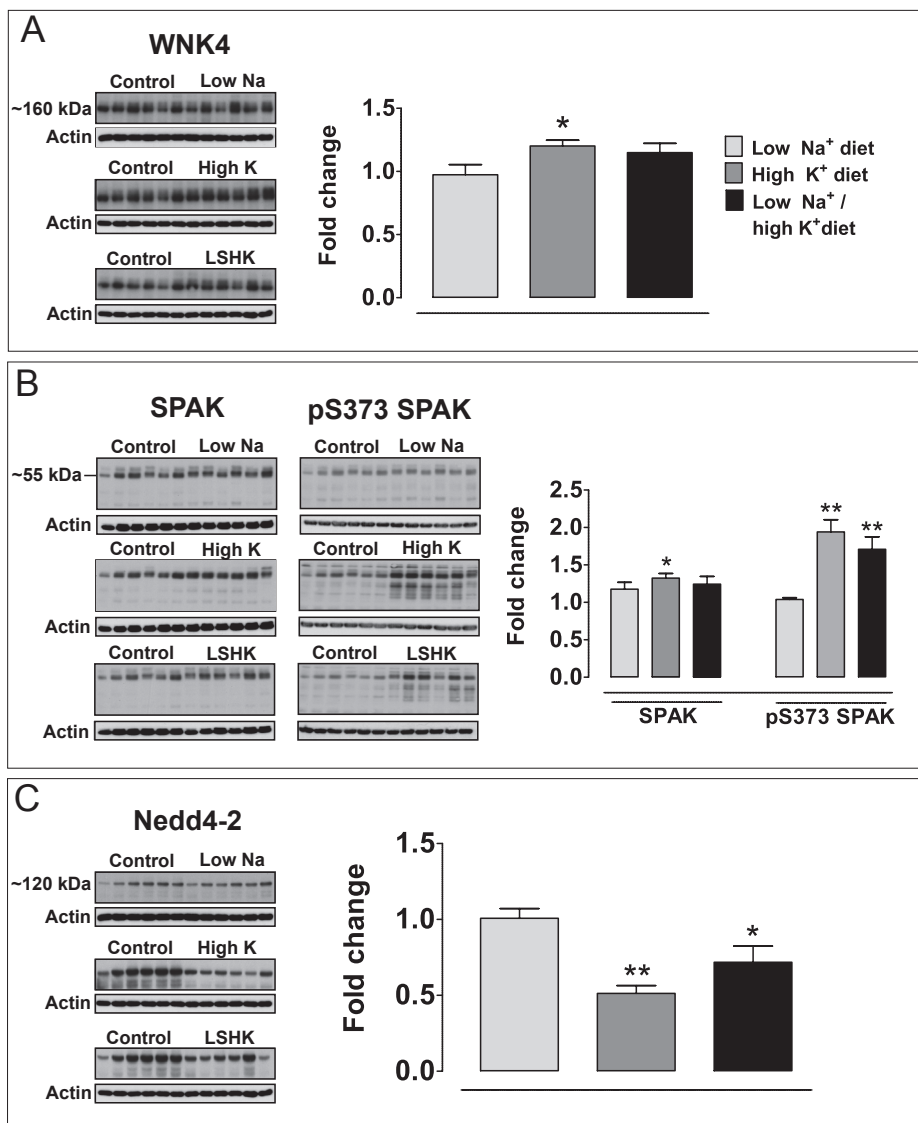 A
WNK4
Control Low Na
~160 kDa
Actin
Control High K
Actin
Control LSHK
Actin
Fold change
1.5
1.0
0.5
0.0
*
Low Na⁺ diet
High K⁺ diet
Low Na⁺ /
high K⁺diet
B
SPAK pS373 SPAK
Control Low Na Control Low Na
~55 kDa
Actin
Control High K Control High K
Actin
Control LSHK Control LSHK
Actin
Fold change
2.5
2.0
1.5
1.0
0.5
0.0
*
** **
SPAK pS373 SPAK
C
Nedd4-2
Control Low Na
~120 kDa
Actin
Control High K
Actin
Control LSHK
Actin
Fold change
1.5
1.0
0.5
0.0
** *